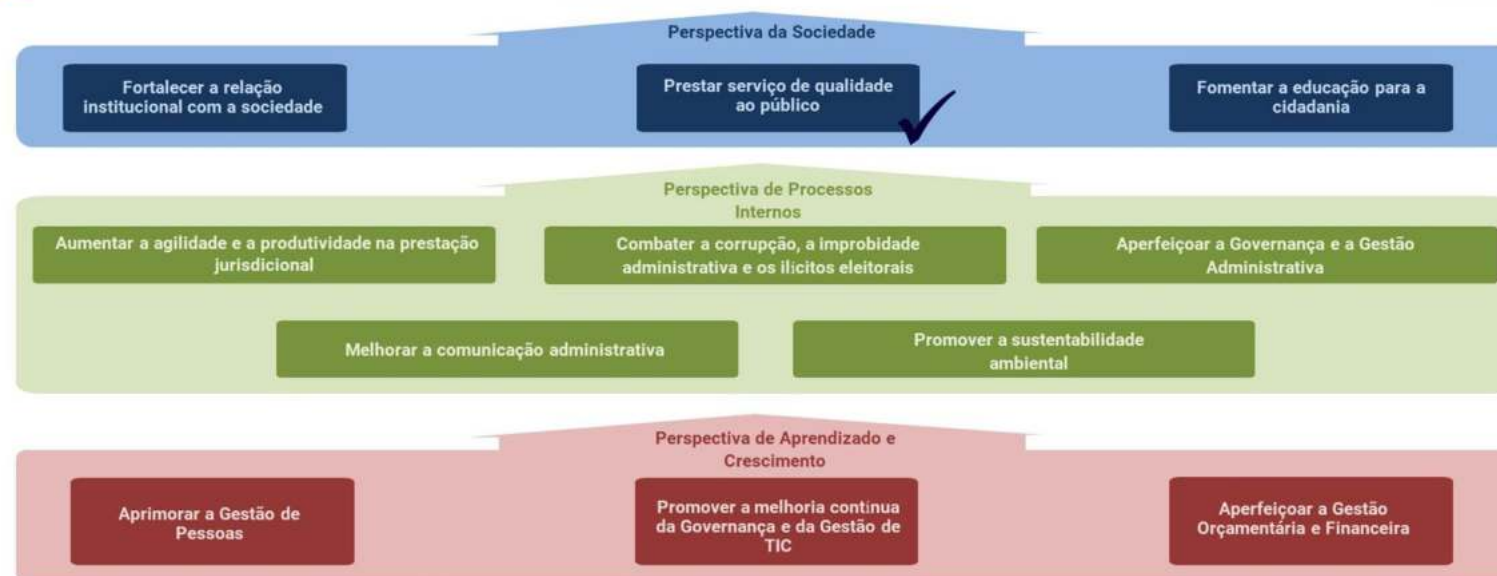 Perspectiva da Sociedade
Fortalecer a relação
institucional com a sociedade
Prestar serviço de qualidade
ao público
Fomentar a educação para a
cidadania
Perspectiva de Processos
Internos
Aumentar a agilidade e a produtividade na prestação
jurisdicional
Combater a corrupção, a improbidade
administrativa e os ilícitos eleitorais
Aperfeiçoar a Governança e a Gestão
Administrativa
Melhorar a comunicação administrativa
Promover a sustentabilidade
ambiental
Perspectiva de Aprendizado e
Crescimento
Aprimorar a Gestão de
Pessoas
Promover a melhoria contínua
da Governança e da Gestão de
TIC
Aperfeiçoar a Gestão
Orçamentária e Financeira